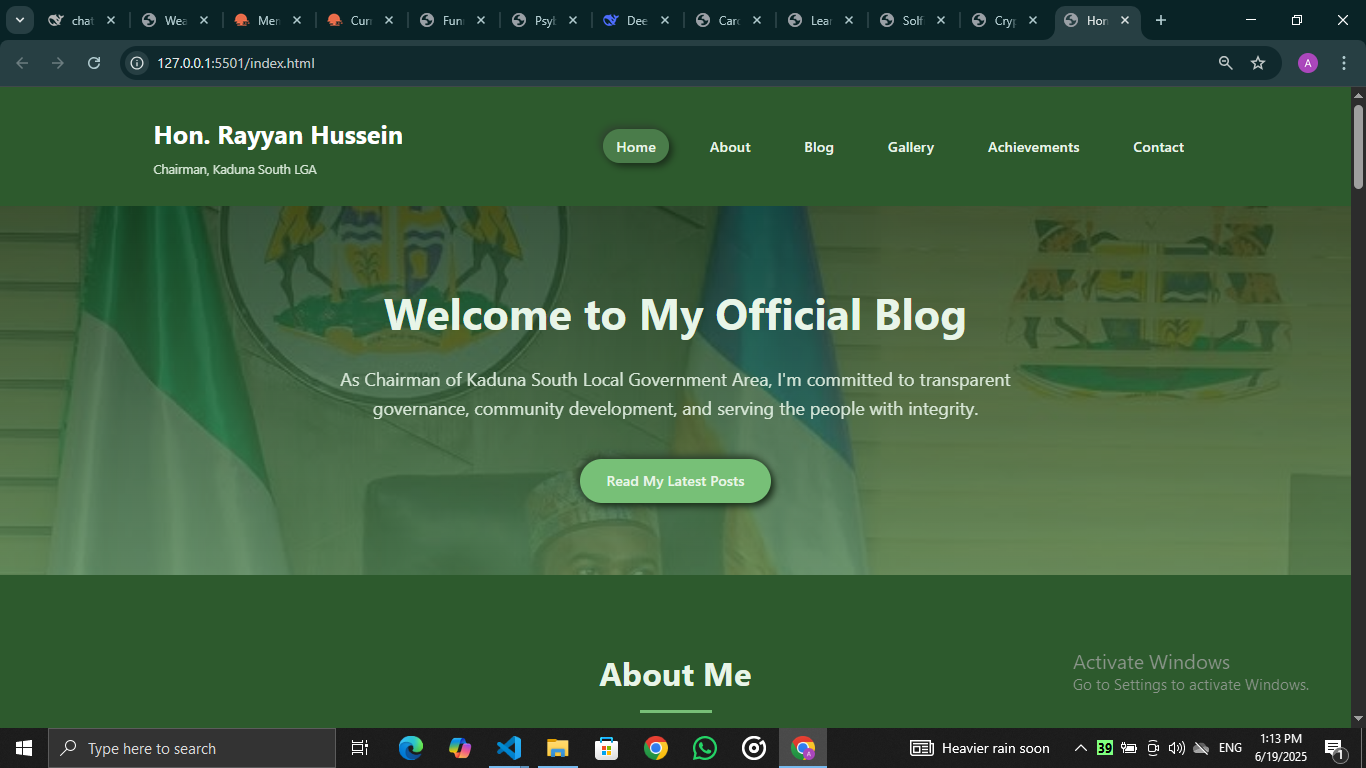 chat
Wea
Men
Curr
Fun
Psyl
Dee
Card
Lear
Solf
Cryp
Hon
127.0.0.1:5501/index.html
A
Hon. Rayyan Hussein
Chairman, Kaduna South LGA
Home About Blog Gallery Achievements Contact
Welcome to My Official Blog
As Chairman of Kaduna South Local Government Area, I'm committed to transparent
governance, community development, and serving the people with integrity.
Read My Latest Posts
About Me
Activate Windows
Go to Settings to activate Windows.
Type here to search
Heavier rain soon
39
ENG
1:13 PM
6/19/2025
1